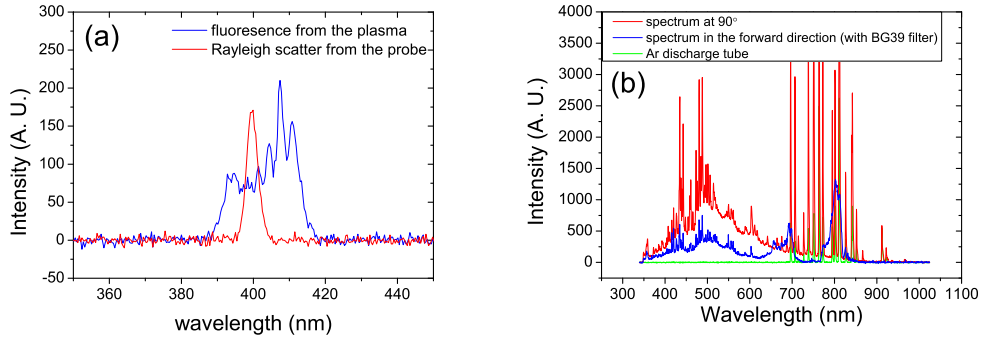 (a)
fluoresence from the plasma
Rayleigh scatter from the probe
300
250
200
150
100
50
0
-50
Intensity (A. U.)
360
380
400
420
440
wavelength (nm)
(b)
spectrum at 90°
spectrum in the forward direction (with BG39 filter)
Ar discharge tube
4000
3500
3000
2500
2000
1500
1000
500
0
Intensity (A. U.)
300
400
500
600
700
800
900
1000
1100
Wavelength (nm)